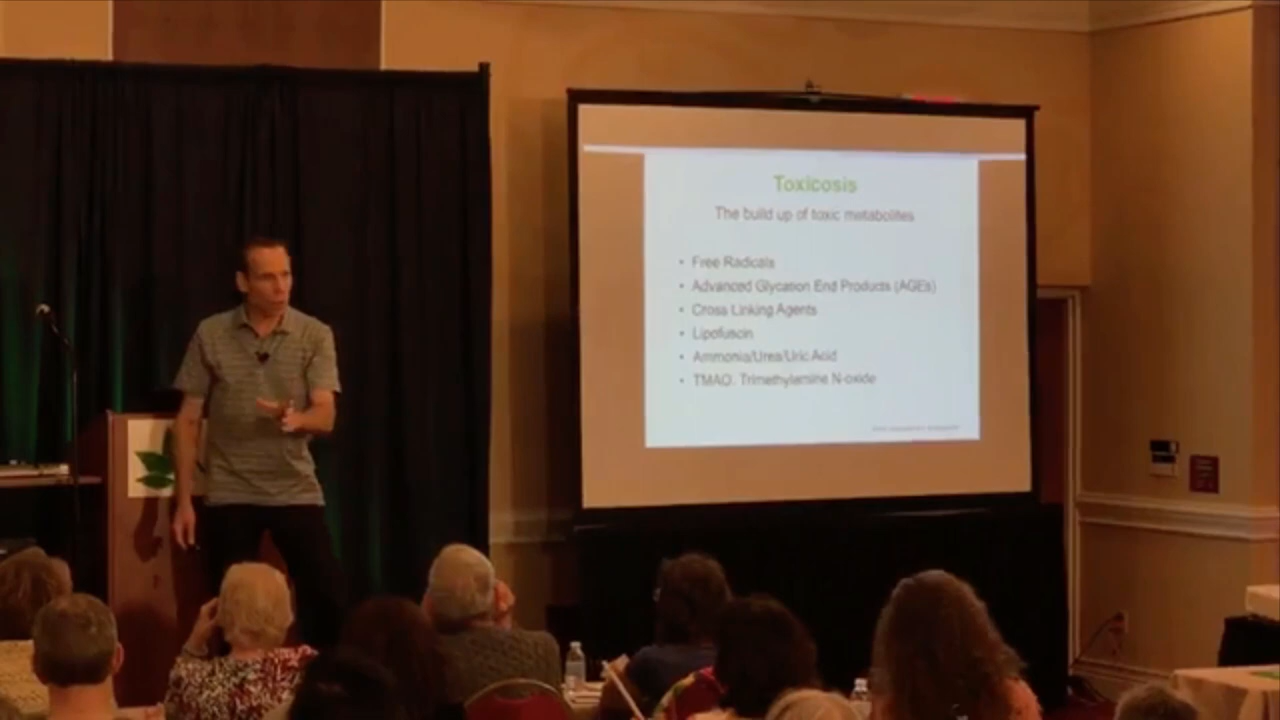 Toxicosis
The build up of toxic metabolites
• Free Radicals
• Advanced Glycation End Products (AGEs)
• Cross Linking Agents
• Lipofuscin
• Ammonia/Urea/Uric Acid
• TMAO. Trimethylamine N-oxide